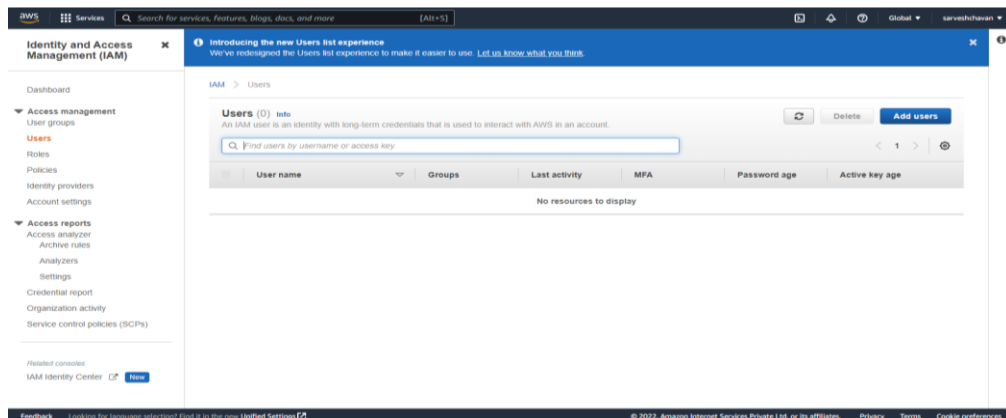 aws Services Search for services, features, blogs, docs, and more [Alt+S] Global sarveshchavan
Identity and Access Management (IAM)
Dashboard
Access management
User groups
Users
Roles
Policies
Identity providers
Account settings
Access reports
Access analyzer
Archive rules
Analyzers
Settings
Credential report
Organization activity
Service control policies (SCPs)
Related consoles
IAM Identity Center New
Introducing the new Users list experience
We've redesigned the Users list experience to make it easier to use. Let us know what you think.
IAM > Users
Users (0) Info
An IAM user is an identity with long-term credentials that is used to interact with AWS in an account.
Delete Add users
Find users by username or access key
1
User name Groups Last activity MFA Password age Active key age
No resources to display
Feedback Looking for language selection? Find it in the new Unified Settings © 2022, Amazon Internet Services Private Ltd. or its affiliates. Privacy Terms Cookie preferences